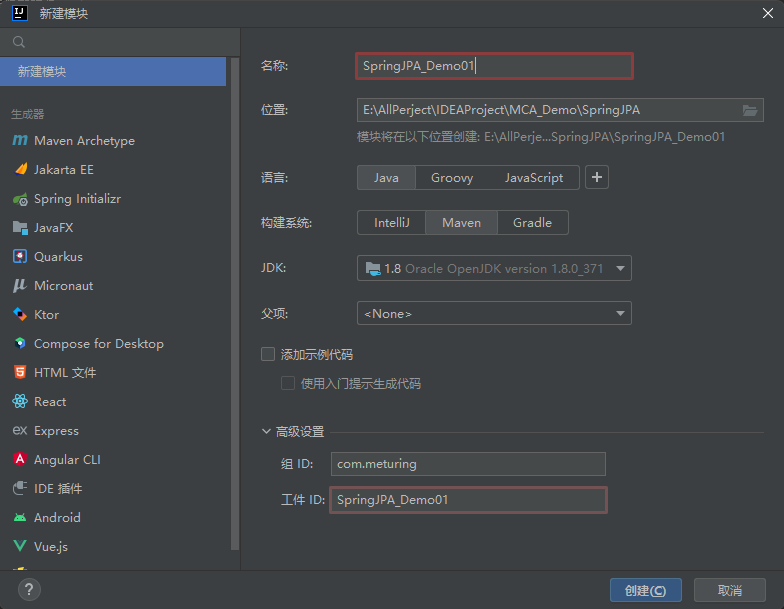 新建模块
新建模块
生成器
Maven Archetype
Jakarta EE
Spring Initializr
JavaFX
Quarkus
Micronaut
Ktor
Compose for Desktop
HTML 文件
React
Express
Angular CLI
IDE 插件
Android
Vue.js
名称: SpringJPA_Demo01
位置: E:\AllPerject\IDEAProject\MCA_Demo\SpringJPA
模块将在以下位置创建: E:\AllPerje...SpringJPA\SpringJPA_Demo01
语言: Java Groovy JavaScript +
构建系统: IntelliJ Maven Gradle
JDK: 1.8 Oracle OpenJDK version 1.8.0_371
父项: <None>
添加示例代码
使用入门提示生成代码
高级设置
组 ID: com.meturing
工件 ID: SpringJPA_Demo01
? 创建(C) 取消